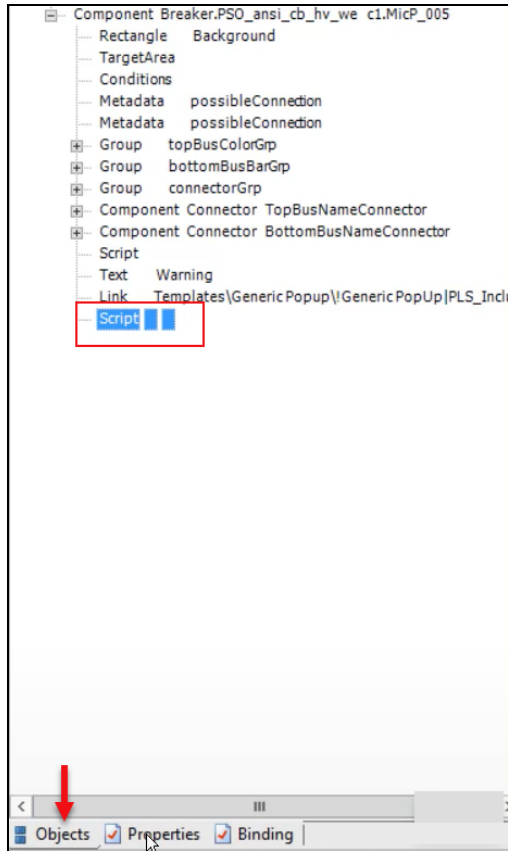 Component Breaker.PSO_ansi_cb_hv_we c1.MicP_005
Rectangle Background
TargetArea
Conditions
Metadata possibleConnection
Metadata possibleConnection
Group topBusColorGrp
Group bottomBusBarGrp
Group connectorGrp
Component Connector TopBusNameConnector
Component Connector BottomBusNameConnector
Script
Text Warning
Link Templates\Generic Popup\!Generic PopUp|PLS_Inclu
Script
Objects Properties Binding